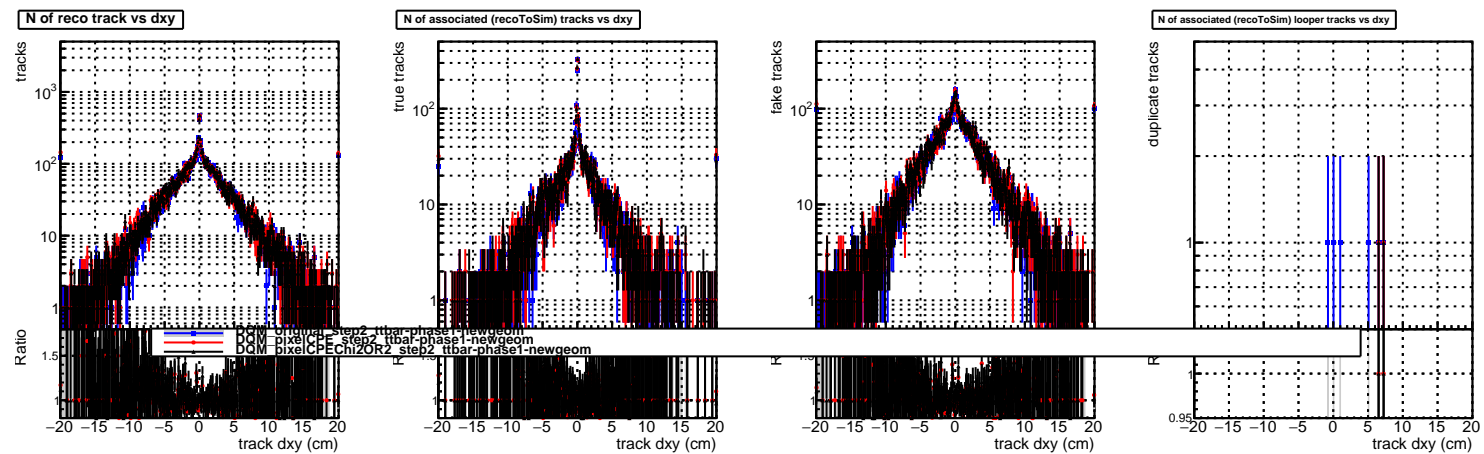 N of reco track vs dxy
N of associated (recoToSim) tracks vs dxy
N of associated (recoToSim) looper tracks vs dxy
tracks
10³
10²
10
1
Ratio
1.5
1
−20 −15 −10 −5 0 5 10 15 20
track dxy (cm)
true tracks
10²
10
1
−20 −15 −10 −5 0 5 10 15 20
track dxy (cm)
fake tracks
10²
10
1
−20 −15 −10 −5 0 5 10 15 20
track dxy (cm)
duplicate tracks
1
1
0.95
−20 −15 −10 −5 0 5 10 15 20
track dxy (cm)
DQM_original_step2_ttbar-phase1-newgeom
DQM_pixelCPE_step2_ttbar-phase1-newgeom
DQM_pixelCPEChi2OR2_step2_ttbar-phase1-newgeom